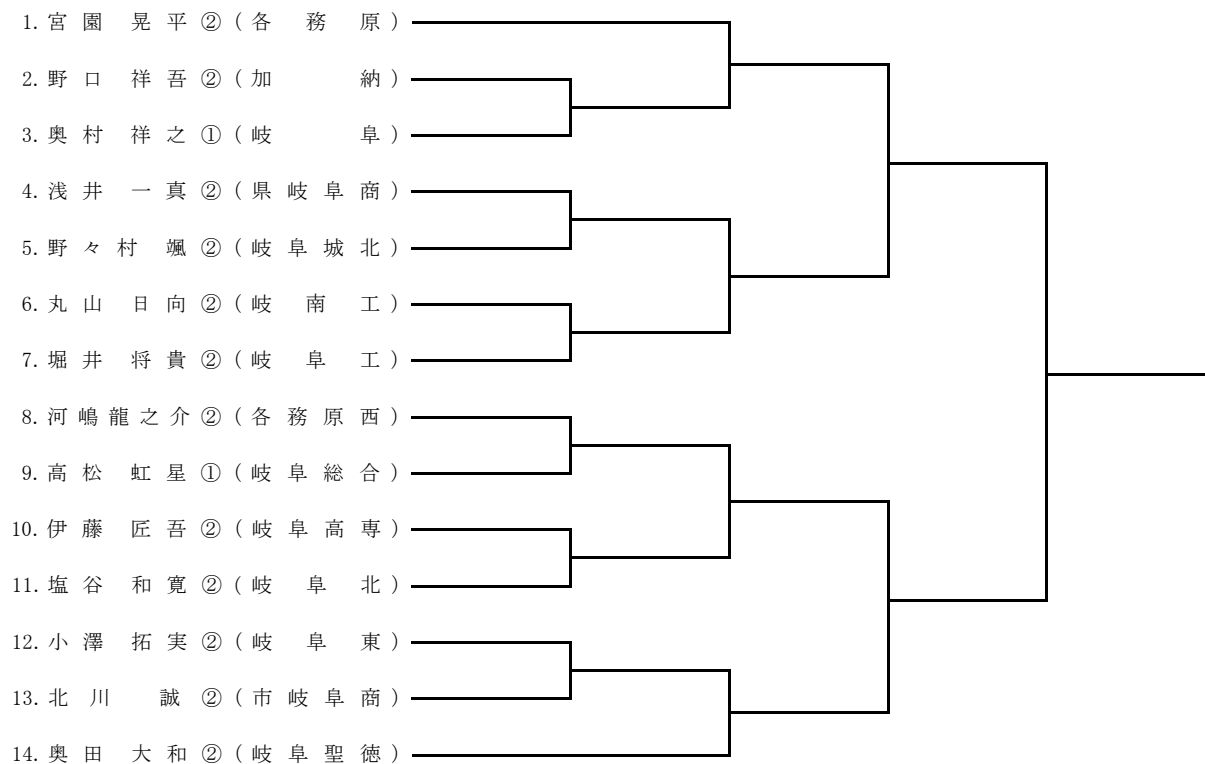 1. 宮園 晃平②(各務原)
2. 野口 祥吾②(加納)
3. 奥村 祥之①(岐阜)
4. 浅井 一真②(県岐阜商)
5. 野々村 颯②(岐阜城北)
6. 丸山 日向②(岐南工)
7. 堀井 将貴②(岐阜工)
8. 河嶋龍之介②(各務原西)
9. 高松 虹星①(岐阜総合)
10. 伊藤 匠吾②(岐阜高専)
11. 塩谷 和寛②(岐阜北)
12. 小澤 拓実②(岐阜東)
13. 北川 誠②(市岐阜商)
14. 奥田 大和②(岐阜聖徳)